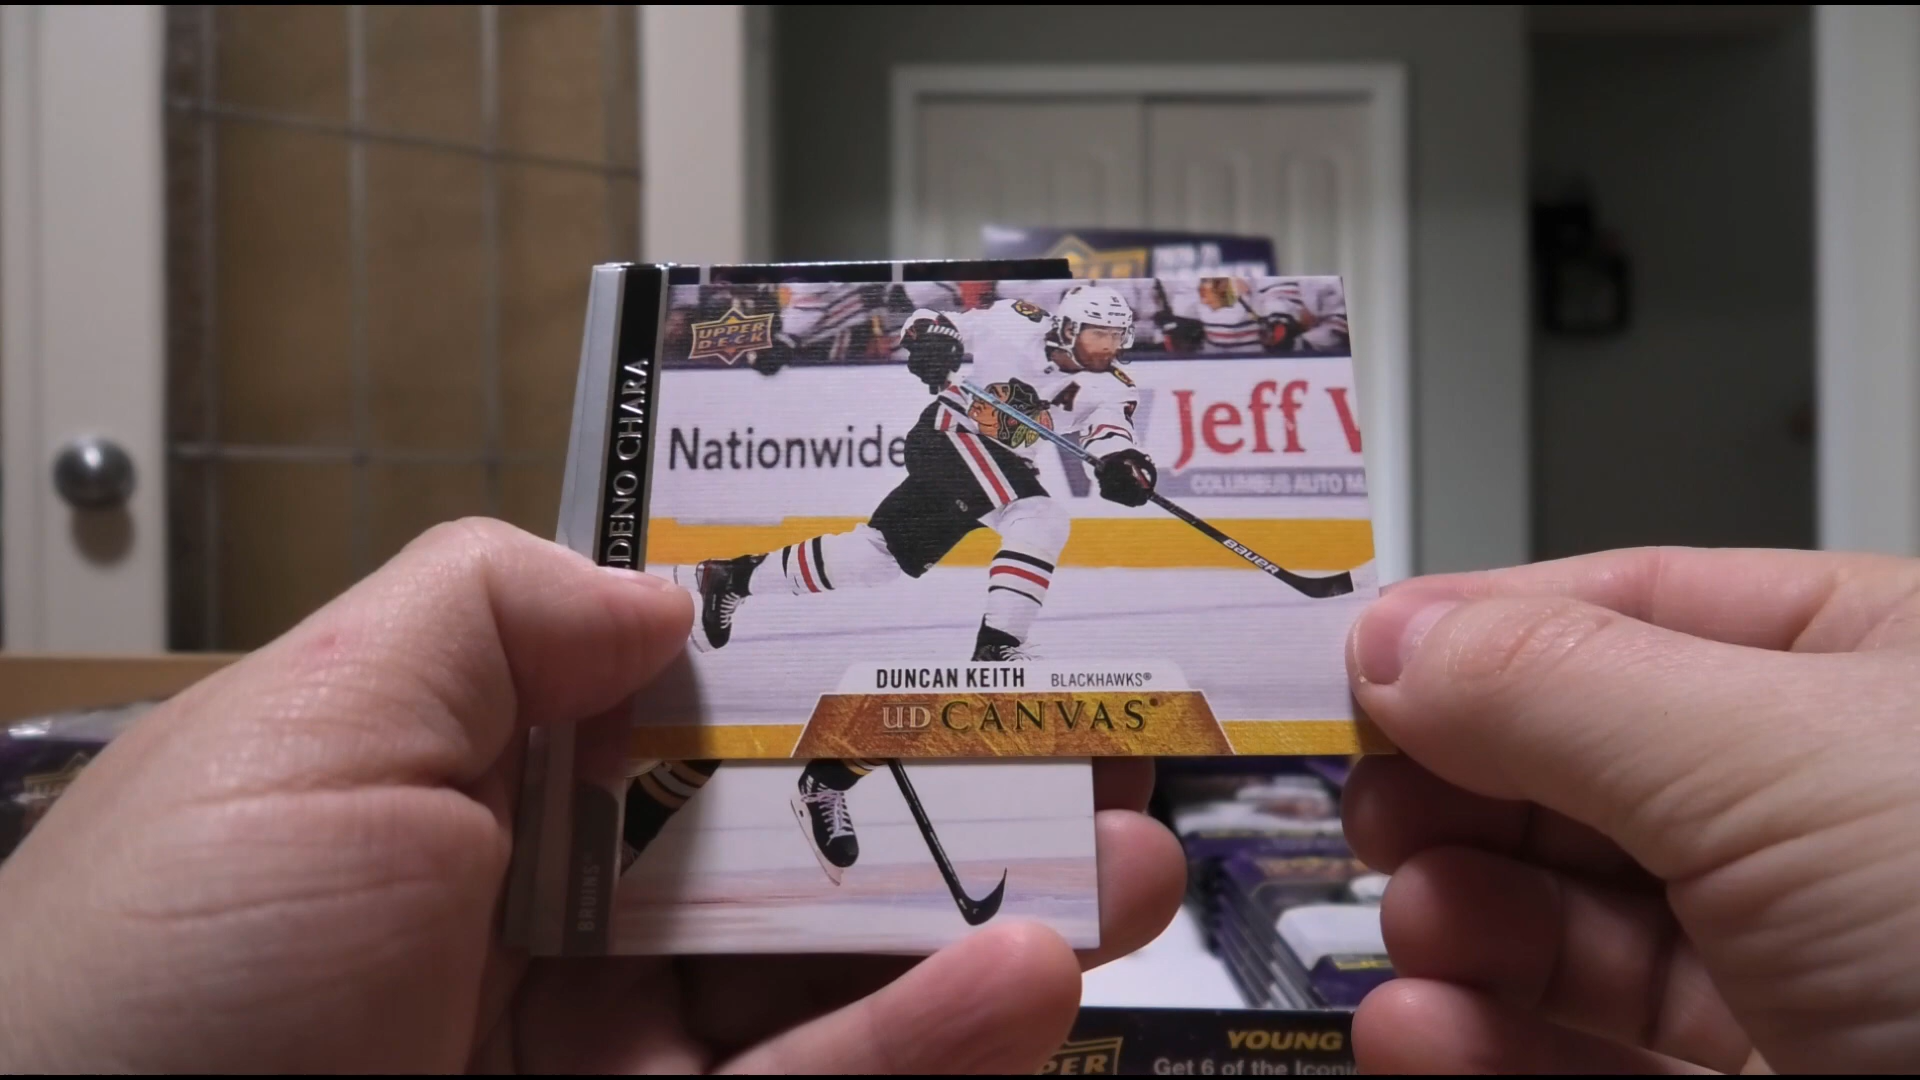 UPPER
DECK
DENO CHARA
Nationwide
Jeff
COLUMBUS AUTO
BAUER
DUNCAN KEITH BLACKHAWKS®
UD CANVAS
BRUINS®
YOUNG
Get 6 of the Iconic